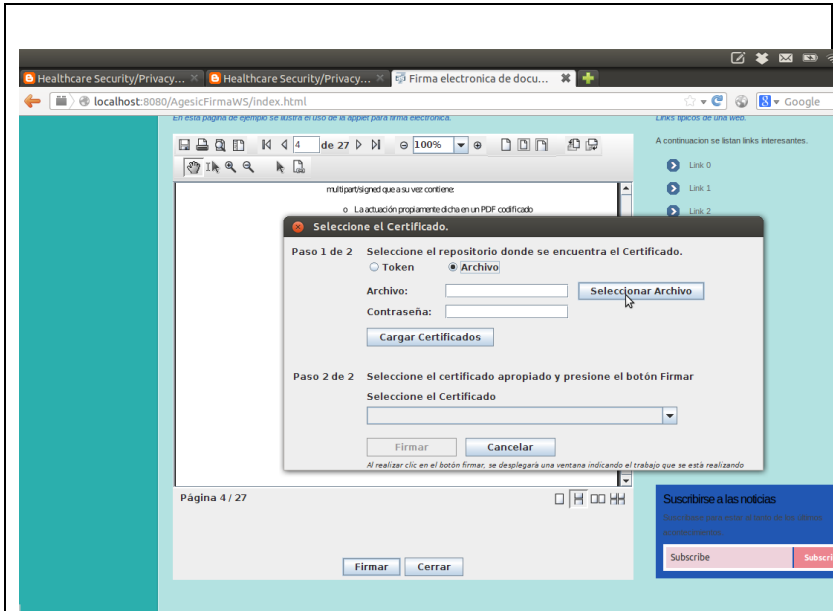 Healthcare Security/Privacy... Healthcare Security/Privacy... Firma electronica de docu...
localhost:8080/AgesicFirmaWS/index.html Google
En esta pagina de ejemplo se ilustra el uso de la applet para firma electronica.
Links tipicos de una web.
4 de 27 100%
A continuacion se listan links interesantes.
Link 0
Link 1
Link 2
multipart/signed que a su vez contiene:
o La actuación propiamente dicha en un PDF codificado
Seleccione el Certificado.
Paso 1 de 2 Seleccione el repositorio donde se encuentra el Certificado.
Token Archivo
Archivo: Seleccionar Archivo
Contraseña:
Cargar Certificados
Paso 2 de 2 Seleccione el certificado apropiado y presione el botón Firmar
Seleccione el Certificado
Firmar Cancelar
Al realizar clic en el botón firmar, se desplegará una ventana indicando el trabajo que se está realizando
Página 4 / 27
Suscribirse a las noticias
Subscribe Subscri
Firmar Cerrar